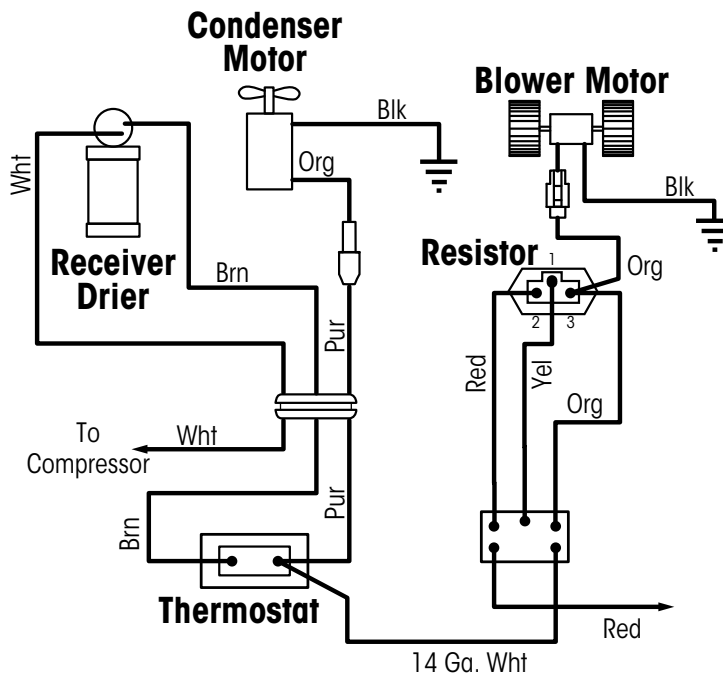 Condenser
Motor
Blower Motor
Blk
Org
Wht
Blk
Receiver
Drier
Brn
Resistor
1
Org
2
3
Pur
Red
Yel
Org
To
Compressor
Wht
Brn
Pur
Thermostat
Red
14 Ga. Wht